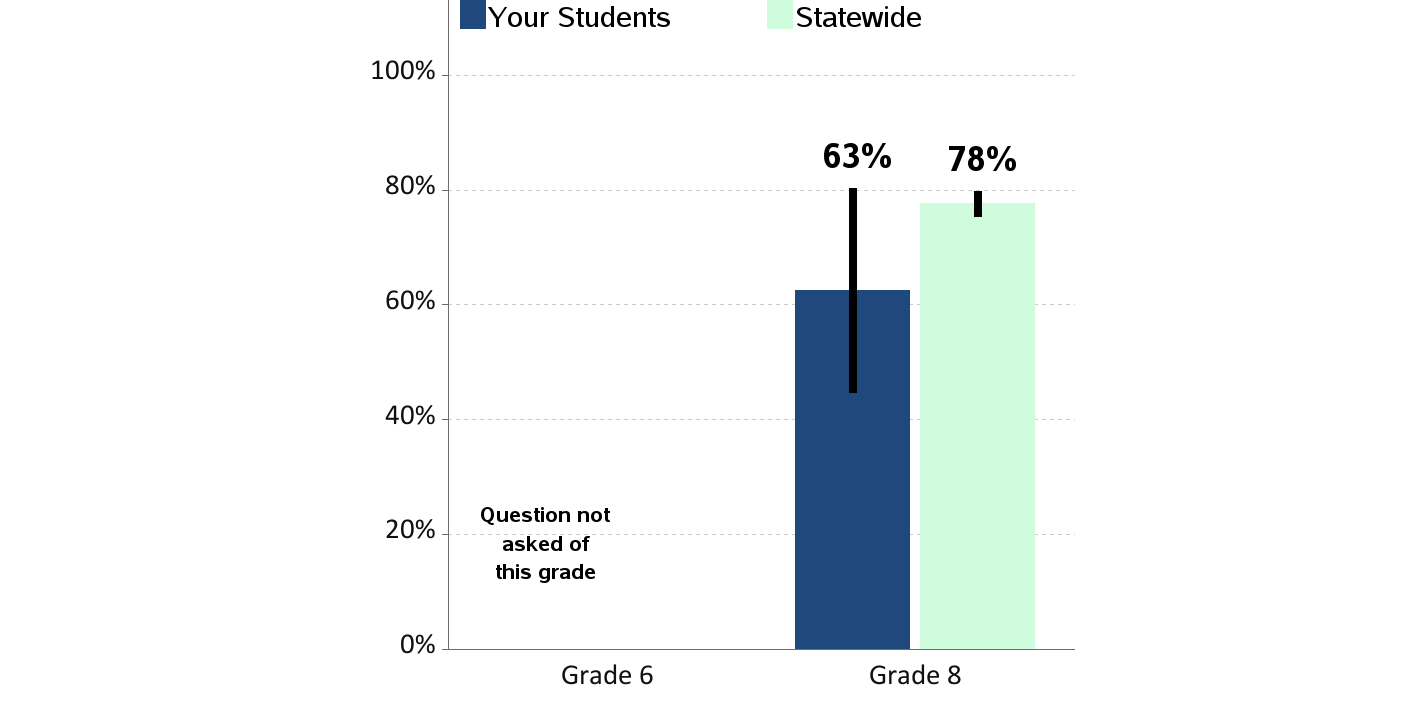 Your Students Statewide
100%
63% 78%
80%
60%
40%
Question not
20%
asked of
this grade
0%
Grade 6 Grade 8